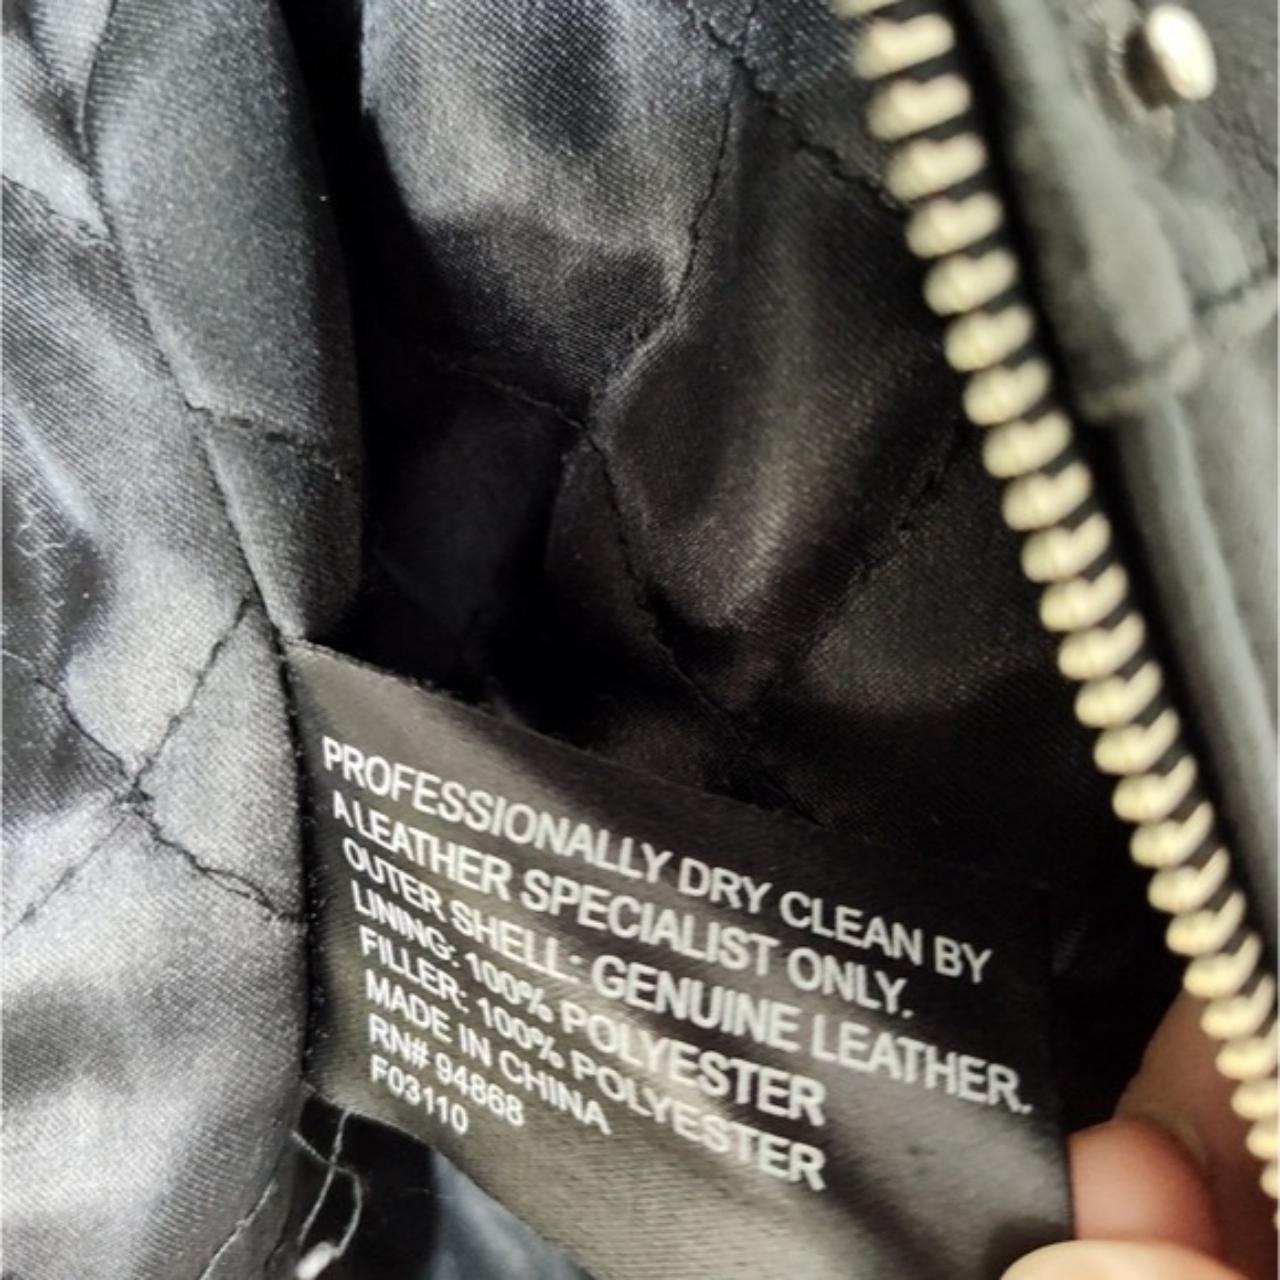 PROFESSIONALLY DRY CLEAN BY
A LEATHER SPECIALIST ONLY.
OUTER SHELL: GENUINE LEATHER.
LINING: 100% POLYESTER
FILLER: 100% POLYESTER
MADE IN CHINA
RN# 94868
F03110